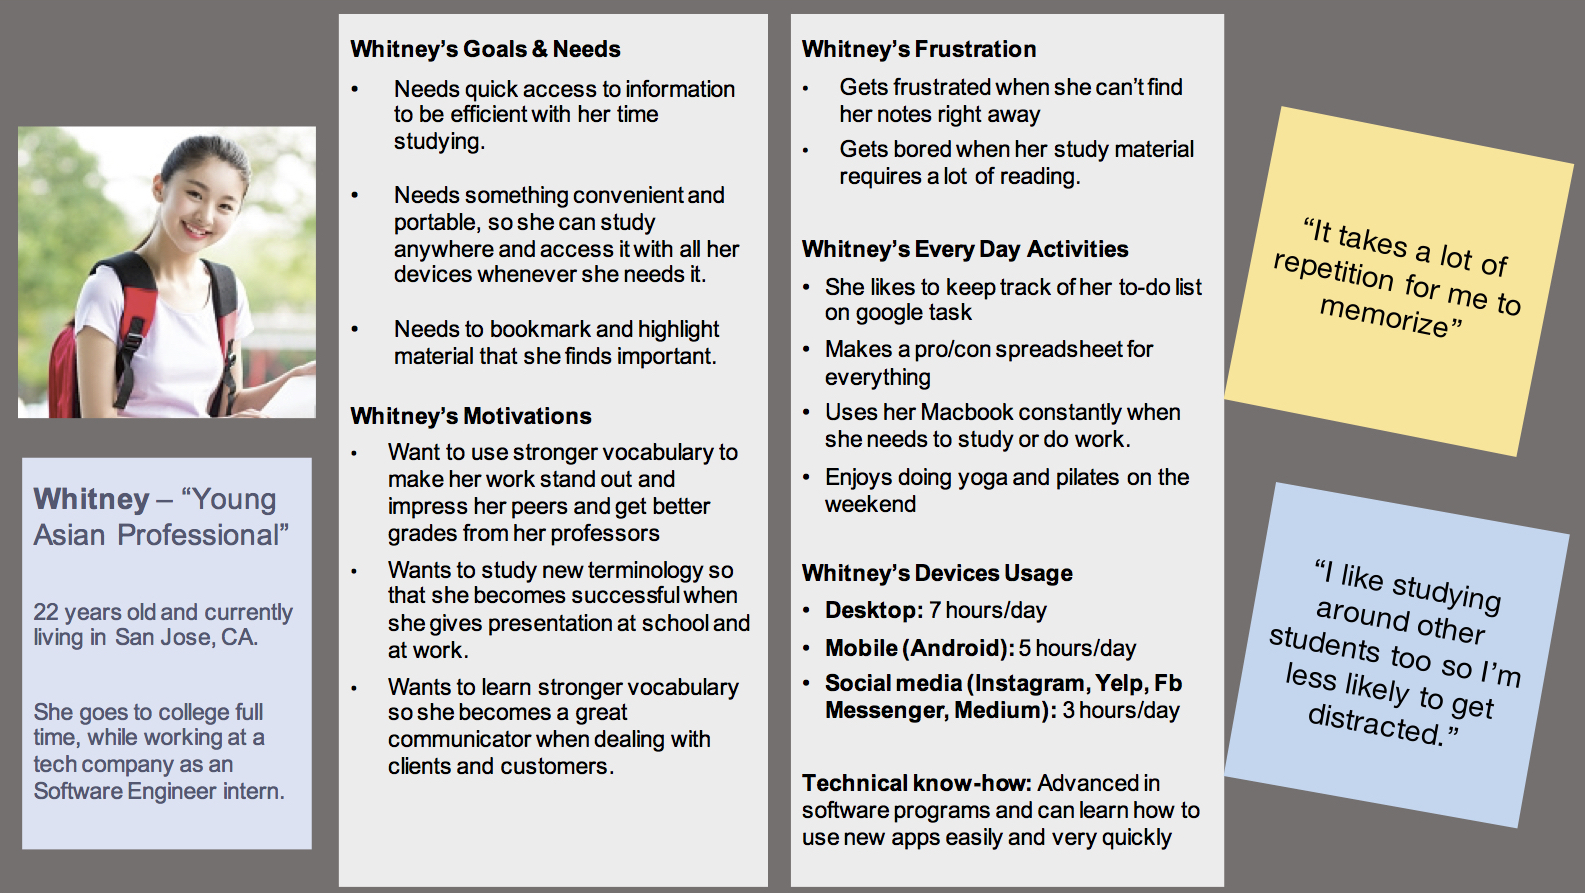 Whitney – “Young
Asian Professional”
22 years old and currently
living in San Jose, CA.
She goes to college full
time, while working at a
tech company as an
Software Engineer intern.
Whitney’s Goals & Needs
• Needs quick access to information
to be efficient with her time
studying.
• Needs something convenient and
portable, so she can study
anywhere and access it with all her
devices whenever she needs it.
• Needs to bookmark and highlight
material that she finds important.
Whitney’s Motivations
• Want to use stronger vocabulary to
make her work stand out and
impress her peers and get better
grades from her professors
• Wants to study new terminology so
that she becomes successful when
she gives presentation at school and
at work.
• Wants to learn stronger vocabulary
so she becomes a great
communicator when dealing with
clients and customers.
Whitney’s Frustration
• Gets frustrated when she can’t find
her notes right away
• Gets bored when her study material
requires a lot of reading.
Whitney’s Every Day Activities
• She likes to keep track of her to-do list
on google task
• Makes a pro/con spreadsheet for
everything
• Uses her Macbook constantly when
she needs to study or do work.
• Enjoys doing yoga and pilates on the
weekend
Whitney’s Devices Usage
• Desktop: 7 hours/day
• Mobile (Android): 5 hours/day
• Social media (Instagram, Yelp, Fb
Messenger, Medium): 3 hours/day
Technical know-how: Advanced in
software programs and can learn how to
use new apps easily and very quickly
“It takes a lot of
repetition for me to
memorize”
“I like studying
around other
students too so I’m
less likely to get
distracted.”